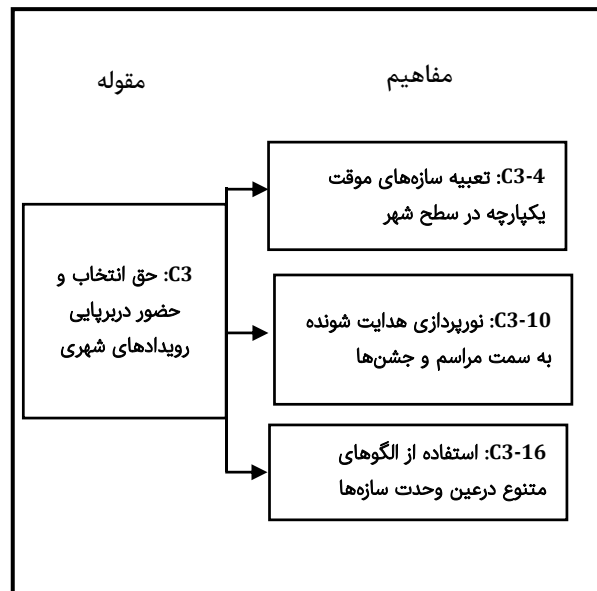 مفاهیم
مقوله
C3-4: تعبیه سازه‌های موقت
یکپارچه در سطح شهر
C3: حق انتخاب و
حضور دربرپایی
رویدادهای شهری
C3-10: نورپردازی هدایت شونده
به سمت مراسم و جشن‌ها
C3-16: استفاده از الگوهای
متنوع درعین وحدت سازه‌ها